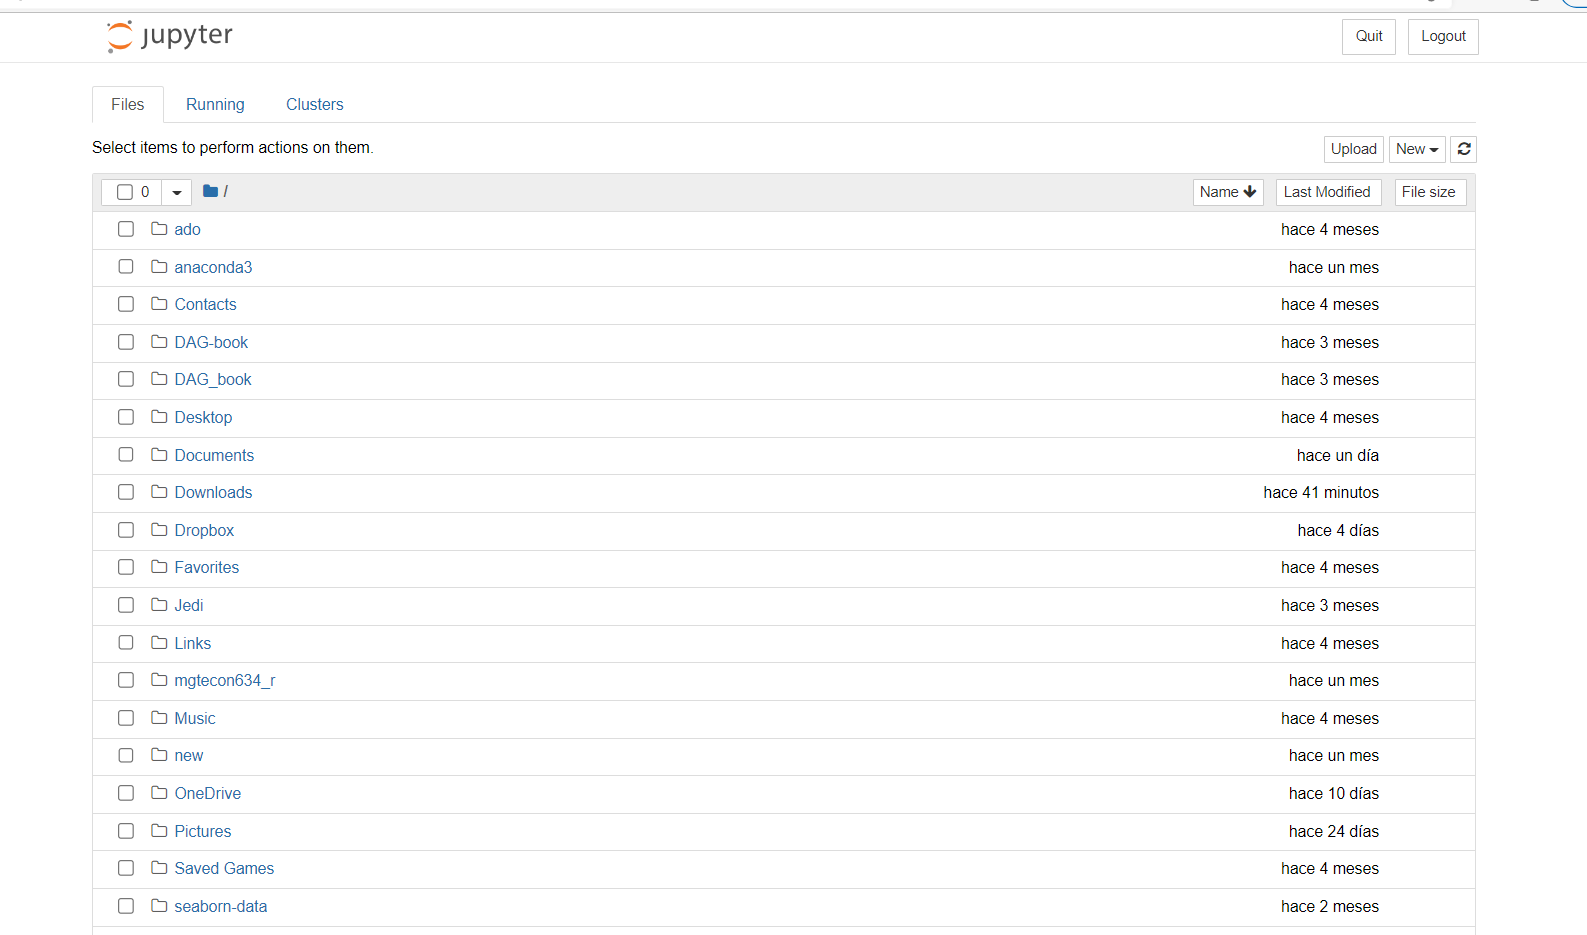 jupyter
Quit Logout
Files Running Clusters
Select items to perform actions on them.
Upload New
0 / Name Last Modified File size
ado hace 4 meses
anaconda3 hace un mes
Contacts hace 4 meses
DAG-book hace 3 meses
DAG_book hace 3 meses
Desktop hace 4 meses
Documents hace un día
Downloads hace 41 minutos
Dropbox hace 4 días
Favorites hace 4 meses
Jedi hace 3 meses
Links hace 4 meses
mgtecon634_r hace un mes
Music hace 4 meses
new hace un mes
OneDrive hace 10 días
Pictures hace 24 días
Saved Games hace 4 meses
seaborn-data hace 2 meses